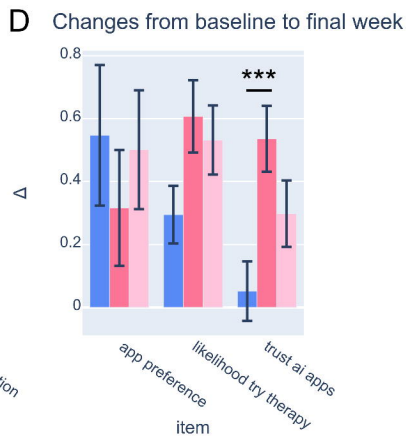 D Changes from baseline to final week
0.8
***
0.6
0.4
Δ
0.2
0
app preference
likelihood try therapy
trust ai apps
item